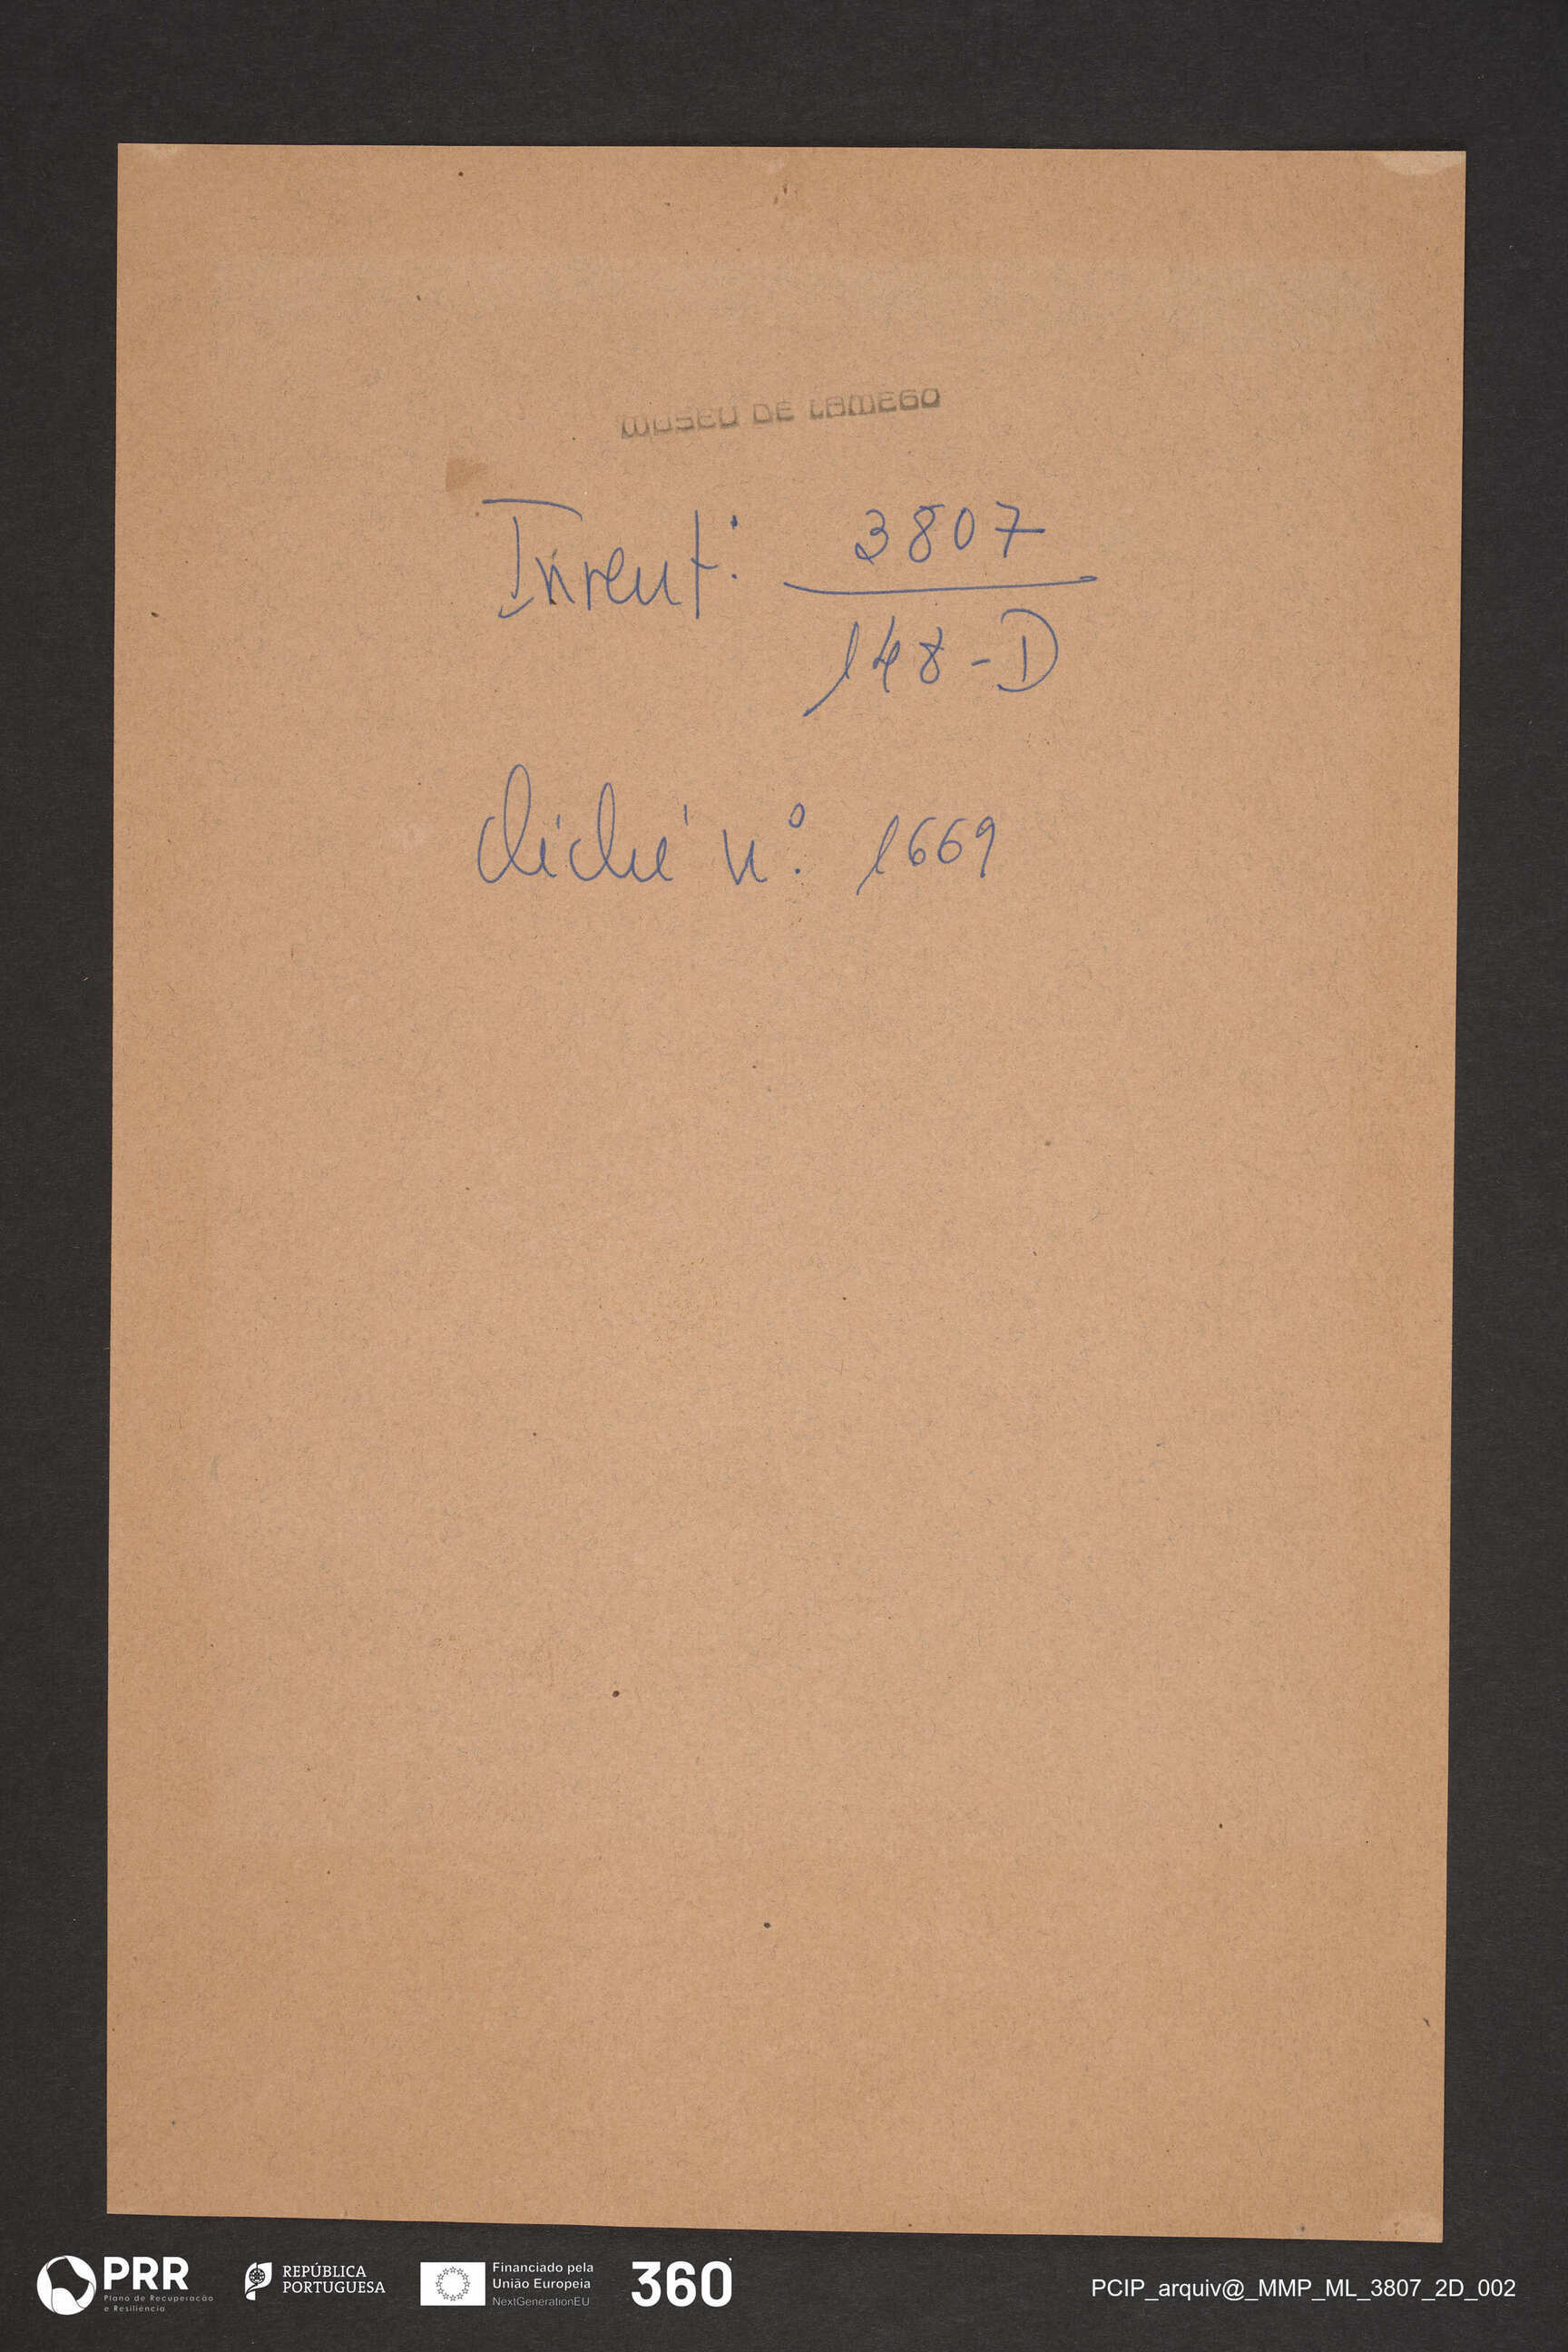 MUSEU DE LAMEGO
Invent: 3807
148-D
Cliché nº 1669
PRR
Plano de Recuperação
e Resiliência
REPÚBLICA
PORTUGUESA
Financiado pela
União Europeia
NextGenerationEU
360
PCIP_arquiv@_MMP_ML_3807_2D_002